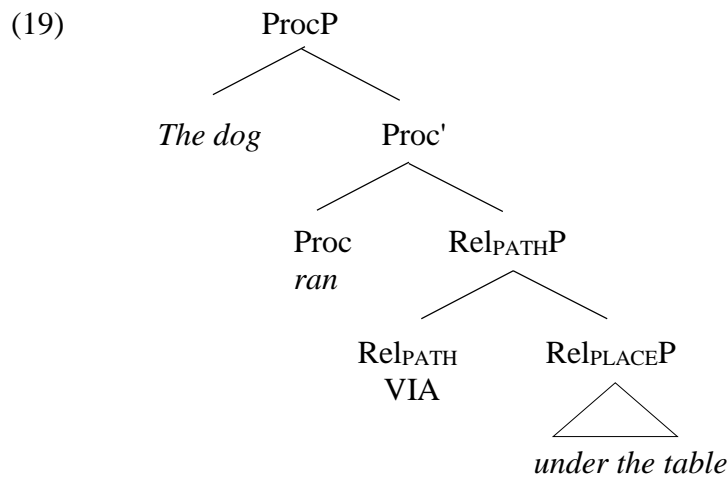 (19) ProcP
The dog Proc'
Proc RelPATHP
ran
RelPATH RelPLACEP
VIA
under the table